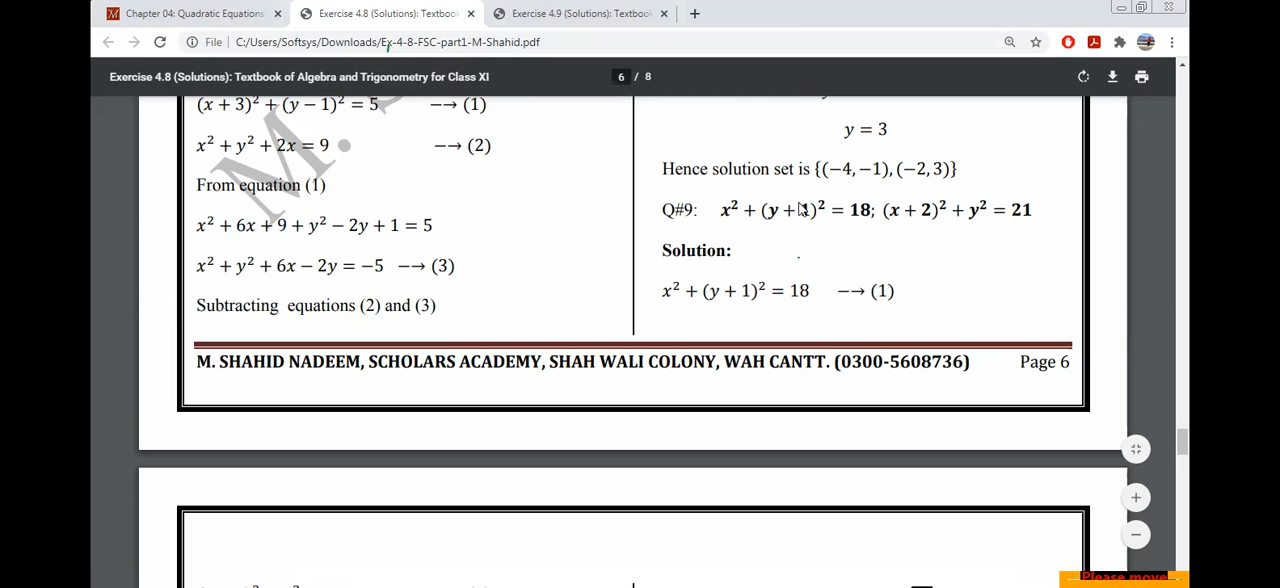 Chapter 04: Quadratic Equations
Exercise 4.8 (Solutions): Textbook
Exercise 4.9 (Solutions): Textboo
File C:/Users/Softsys/Downloads/Ex-4-8-FSC-part1-M-Shahid.pdf
Exercise 4.8 (Solutions): Textbook of Algebra and Trigonometry for Class XI
6 / 8
(x + 3)² + (y − 1)² = 5 −→ (1)
x² + y² + 2x = 9 −→ (2)
From equation (1)
x² + 6x + 9 + y² − 2y + 1 = 5
x² + y² + 6x − 2y = −5 −→ (3)
Subtracting equations (2) and (3)
M. S
y = 3
Hence solution set is {(−4, −1), (−2, 3)}
Q#9: x² + (y + 1)² = 18; (x + 2)² + y² = 21
Solution:
x² + (y + 1)² = 18 −→ (1)
M. SHAHID NADEEM, SCHOLARS ACADEMY, SHAH WALI COLONY, WAH CANTT. (0300-5608736) Page 6
Please move